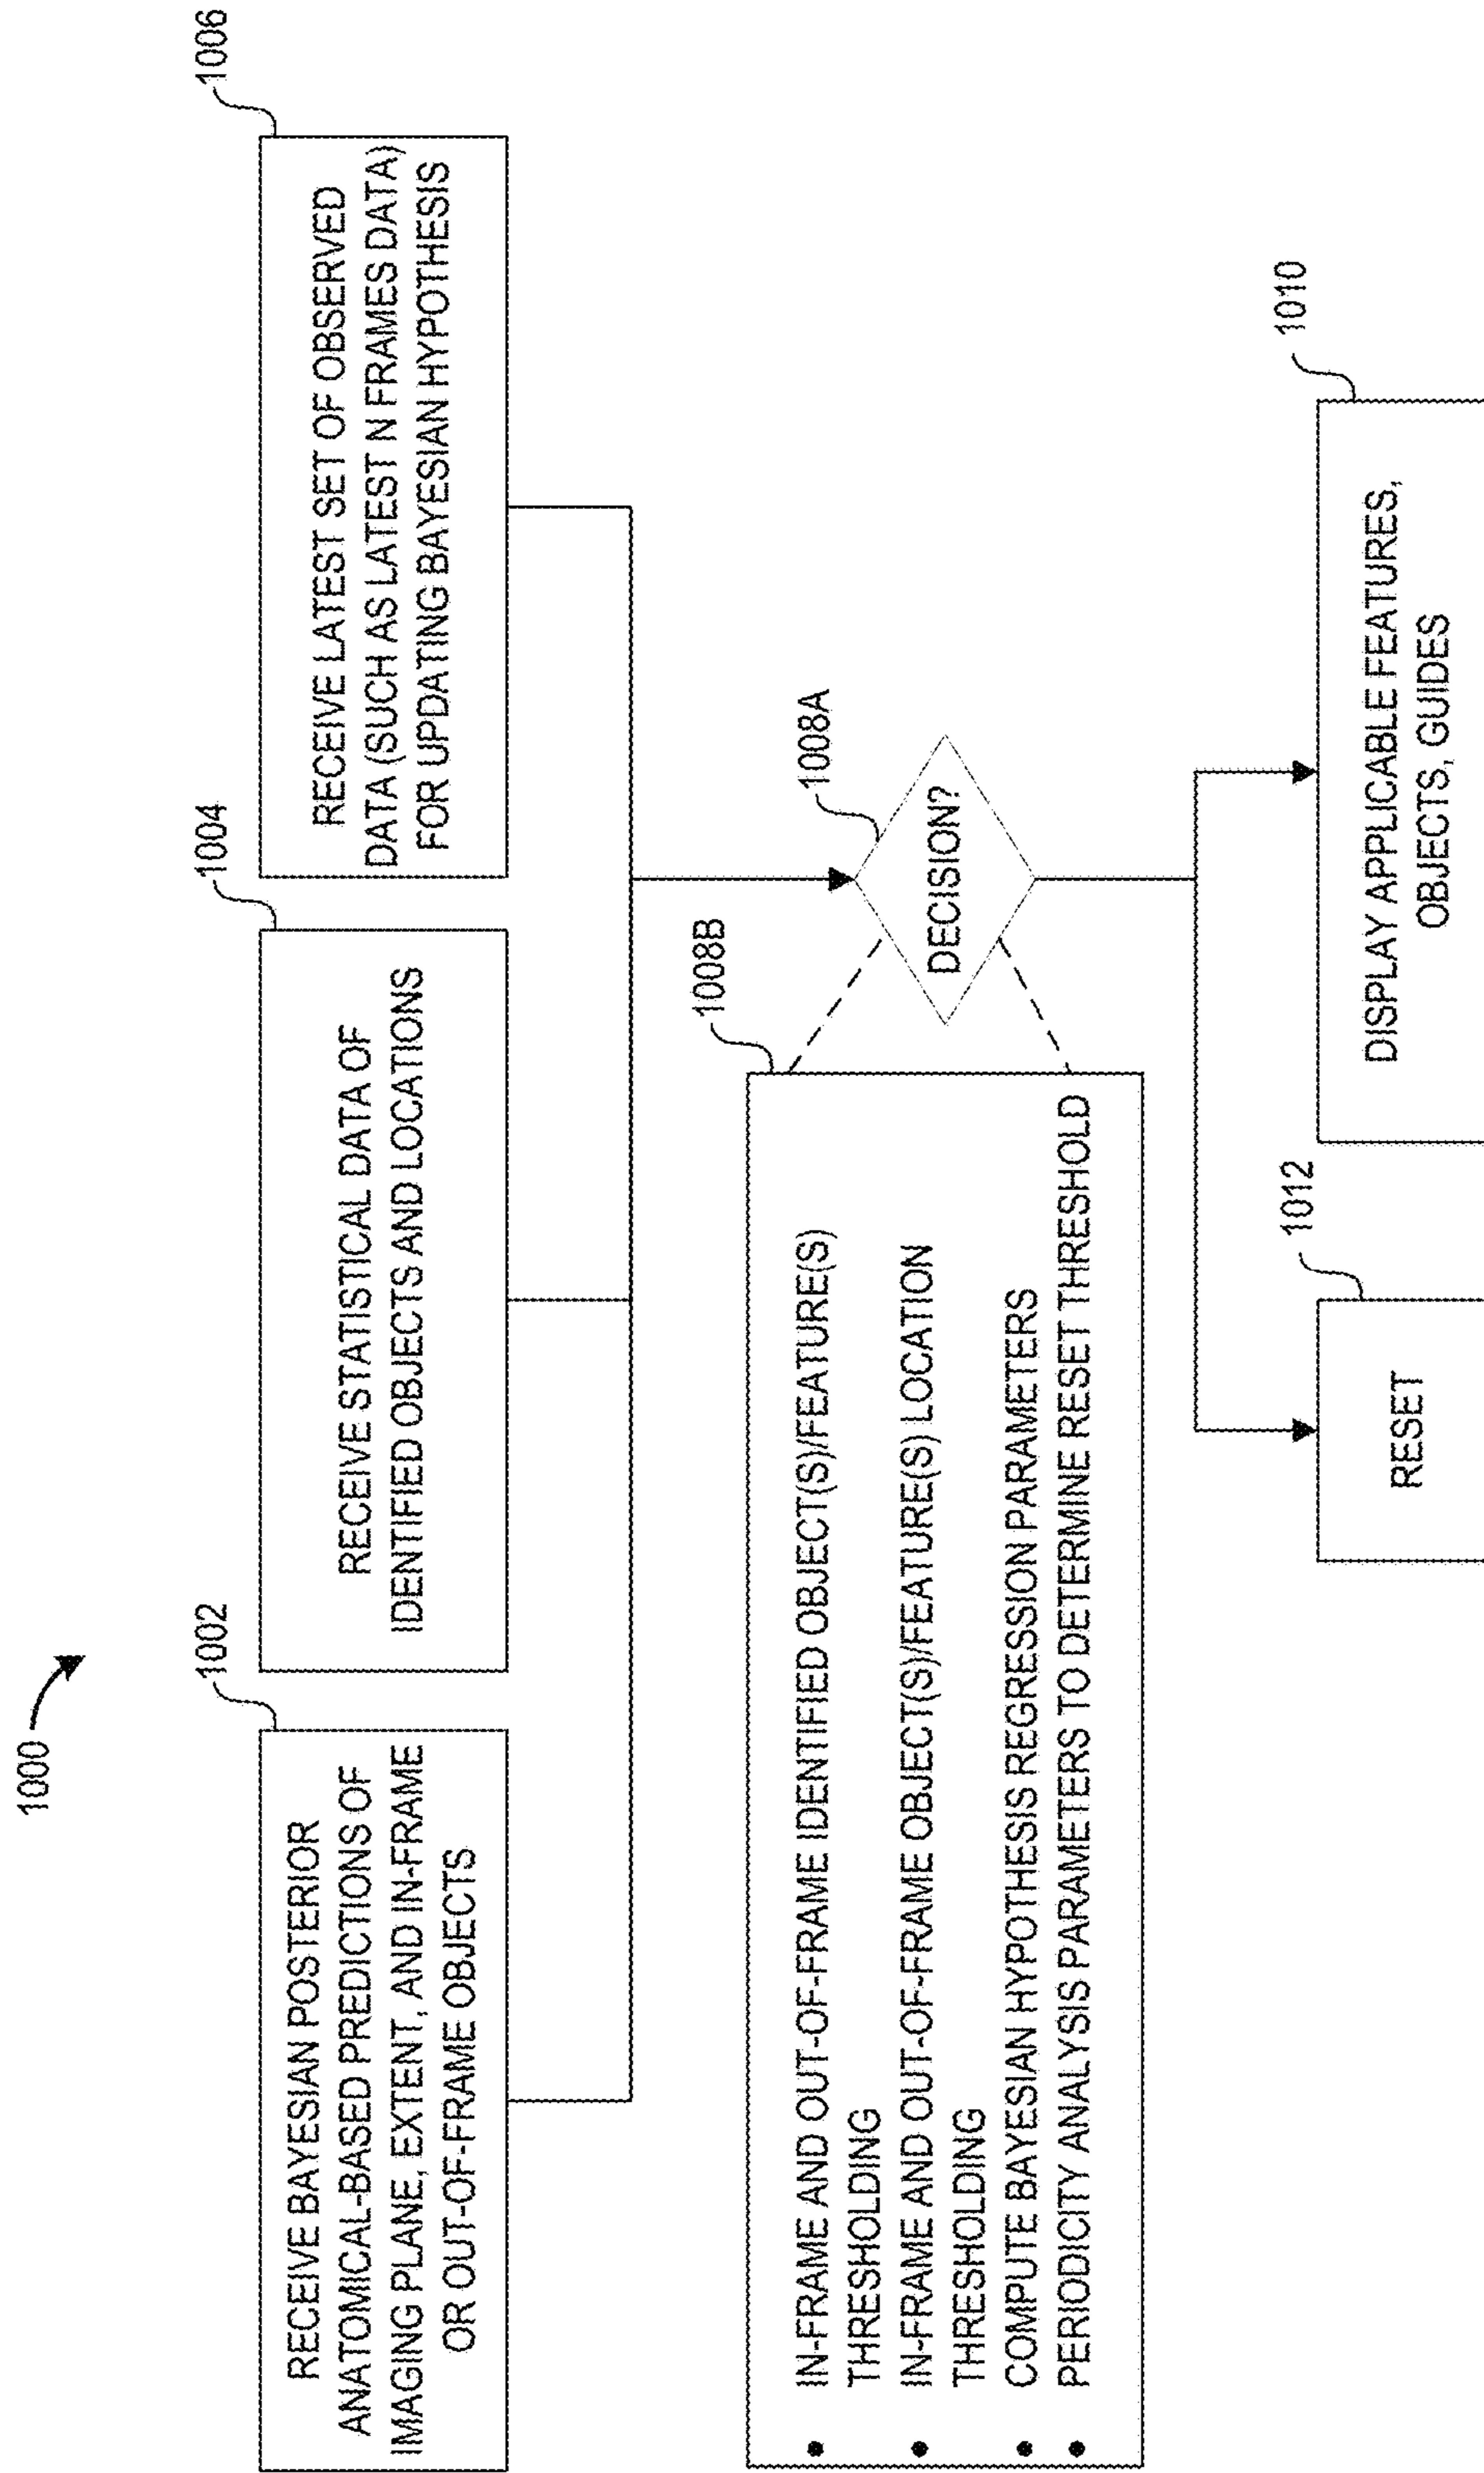 1000
1002
RECEIVE BAYESIAN POSTERIOR
ANATOMICAL-BASED PREDICTIONS OF
IMAGING PLANE, EXTENT, AND IN-FRAME
OR OUT-OF-FRAME OBJECTS
1004
RECEIVE STATISTICAL DATA OF
IDENTIFIED OBJECTS AND LOCATIONS
1006
RECEIVE LATEST SET OF OBSERVED
DATA (SUCH AS LATEST N FRAMES DATA)
FOR UPDATING BAYESIAN HYPOTHESIS
1008B
• IN-FRAME AND OUT-OF-FRAME IDENTIFIED OBJECT(S)/FEATURE(S)
THRESHOLDING
• IN-FRAME AND OUT-OF-FRAME OBJECT(S)/FEATURE(S) LOCATION
THRESHOLDING
• COMPUTE BAYESIAN HYPOTHESIS REGRESSION PARAMETERS
• PERIODICITY ANALYSIS PARAMETERS TO DETERMINE RESET THRESHOLD
1008A
DECISION?
1012
RESET
1010
DISPLAY APPLICABLE FEATURES,
OBJECTS, GUIDES